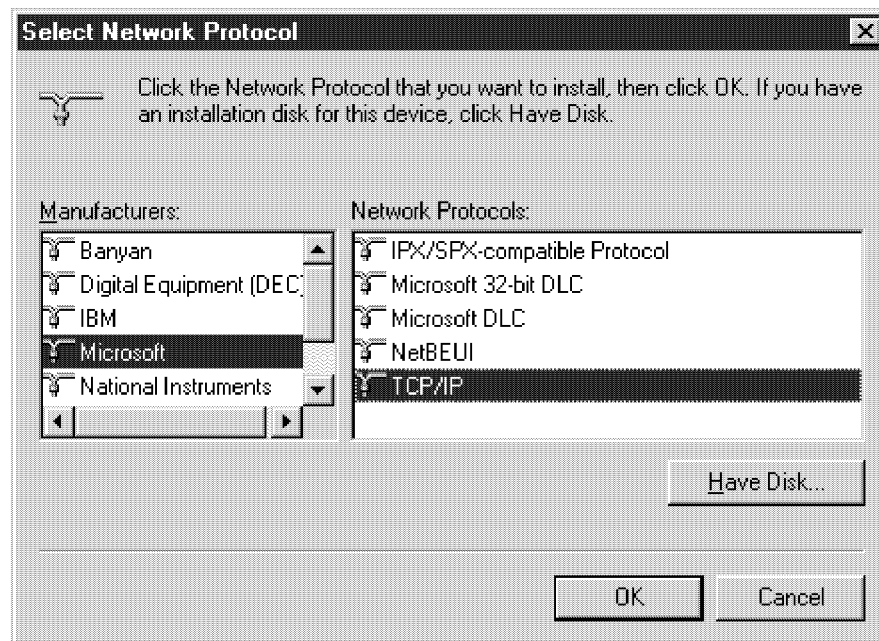 Select Network Protocol
Click the Network Protocol that you want to install, then click OK. If you have
an installation disk for this device, click Have Disk.
Manufacturers:
Banyan
Digital Equipment (DEC)
IBM
Microsoft
National Instruments
Network Protocols:
IPX/SPX-compatible Protocol
Microsoft 32-bit DLC
Microsoft DLC
NetBEUI
TCP/IP
Have Disk...
OK
Cancel